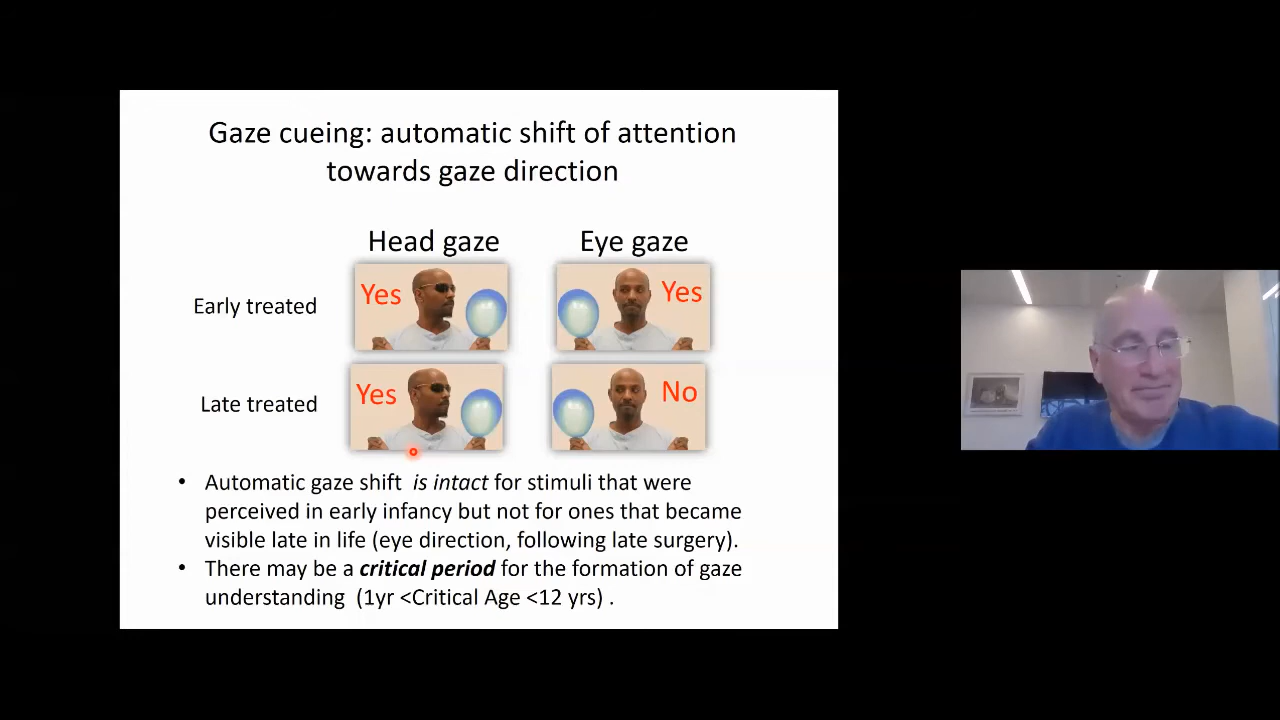 Gaze cueing: automatic shift of attention
towards gaze direction
Head gaze Eye gaze
Early treated Yes Yes
Late treated Yes No
• Automatic gaze shift is intact for stimuli that were
perceived in early infancy but not for ones that became
visible late in life (eye direction, following late surgery).
• There may be a critical period for the formation of gaze
understanding (1yr <Critical Age <12 yrs) .